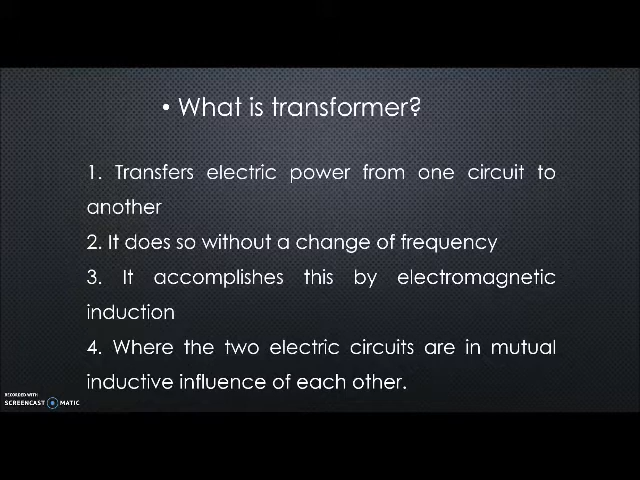 • What is transformer?
1. Transfers electric power from one circuit to
another
2. It does so without a change of frequency
3. It accomplishes this by electromagnetic
induction
4. Where the two electric circuits are in mutual
inductive influence of each other.
RECORDED WITH
SCREENCAST MATIC